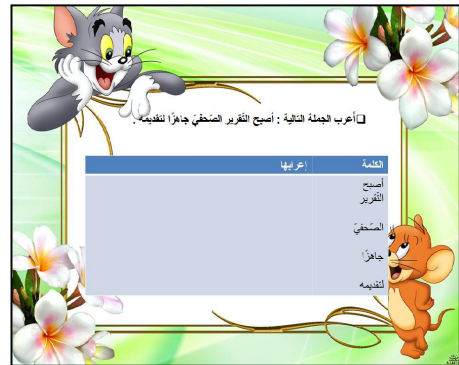 ❑أعرب الجملة التالية : أصبح التّقرير الصّحفيّ جاهزًا لتقديمه .
الكلمة إعرابها
أصبح
التّقرير
الصّحفيّ
جاهزًا
لتقديمه